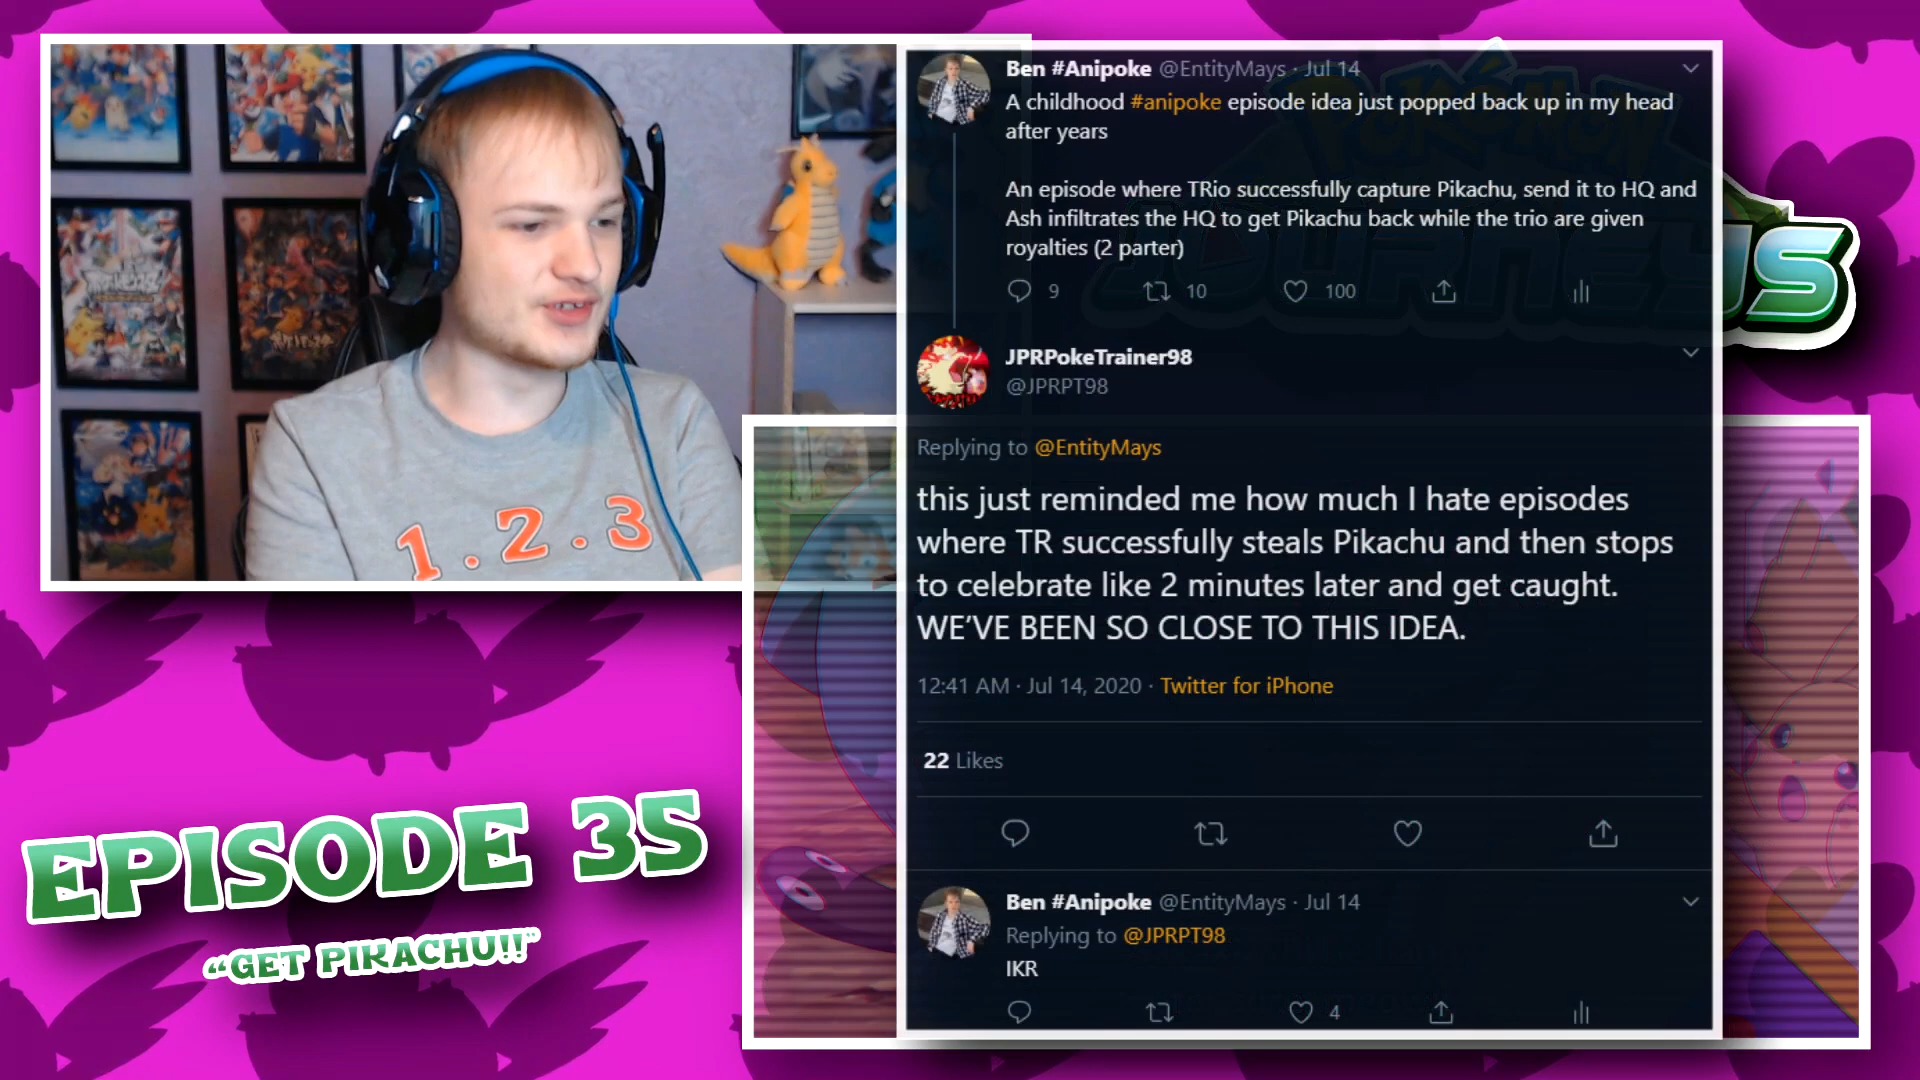 Ben #Anipoke @EntityMays · Jul 14
A childhood #anipoke episode idea just popped back up in my head
after years
An episode where TRio successfully capture Pikachu, send it to HQ and
Ash infiltrates the HQ to get Pikachu back while the trio are given
royalties (2 parter)
9 10 100
JPRPokeTrainer98
@JPRPT98
Replying to @EntityMays
this just reminded me how much I hate episodes
where TR successfully steals Pikachu and then stops
to celebrate like 2 minutes later and get caught.
WE'VE BEEN SO CLOSE TO THIS IDEA.
12:41 AM · Jul 14, 2020 · Twitter for iPhone
22 Likes
Ben #Anipoke @EntityMays · Jul 14
Replying to @JPRPT98
IKR
4
1.2.3
POKÉMON
JOURNEYS
EPISODE 35
"GET PIKACHU!!"